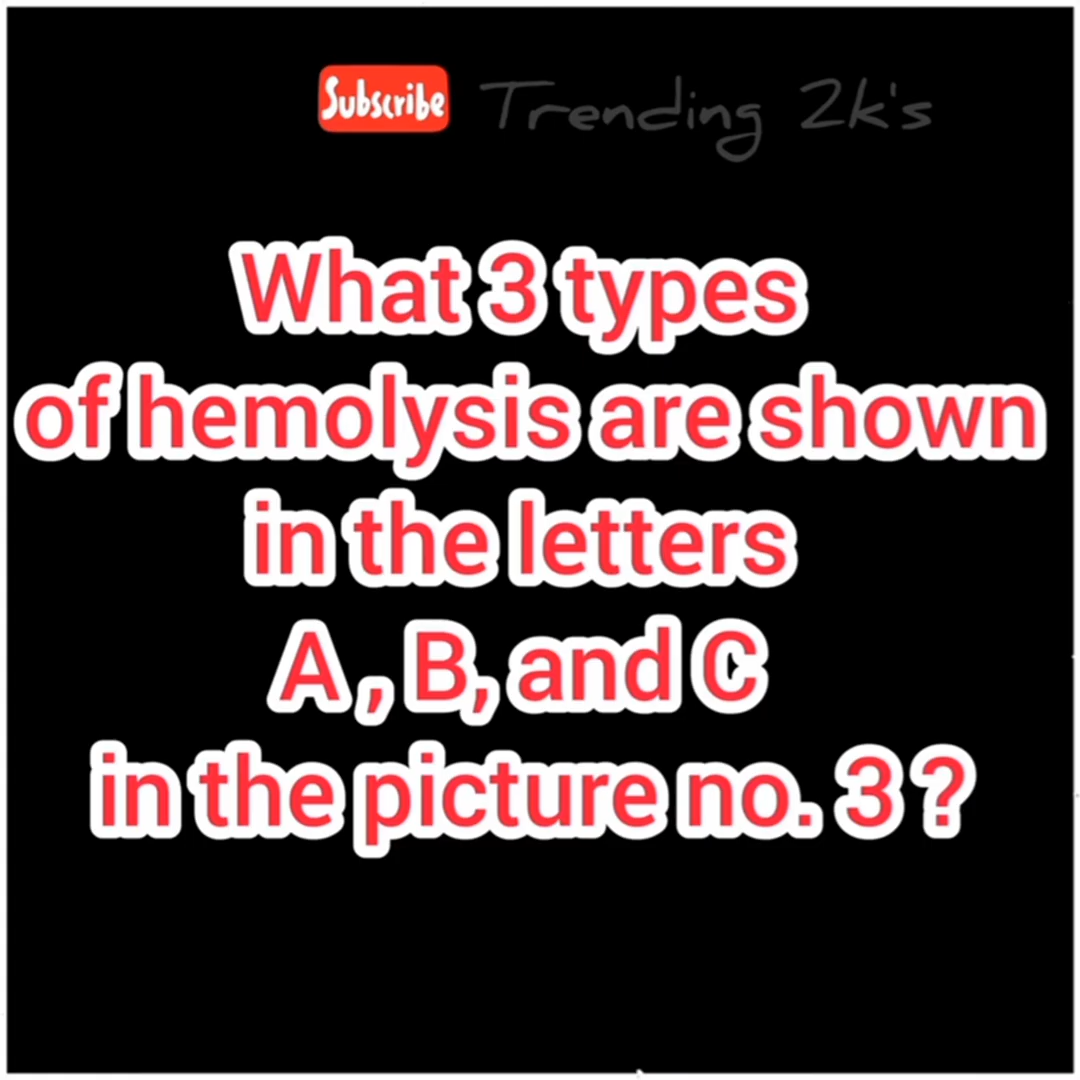 Subscribe Trending 2k's
What 3 types
of hemolysis are shown
in the letters
A , B, and C
in the picture no. 3 ?